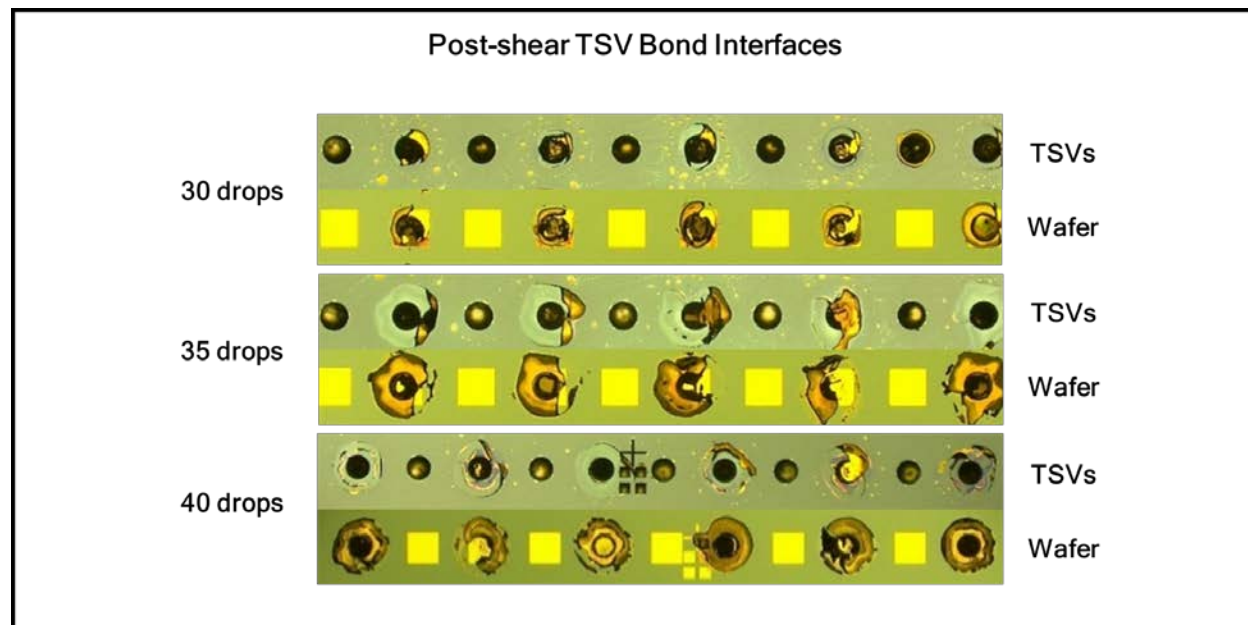 Post-shear TSV Bond Interfaces
TSVs
30 drops
Wafer
TSVs
35 drops
Wafer
TSVs
40 drops
Wafer